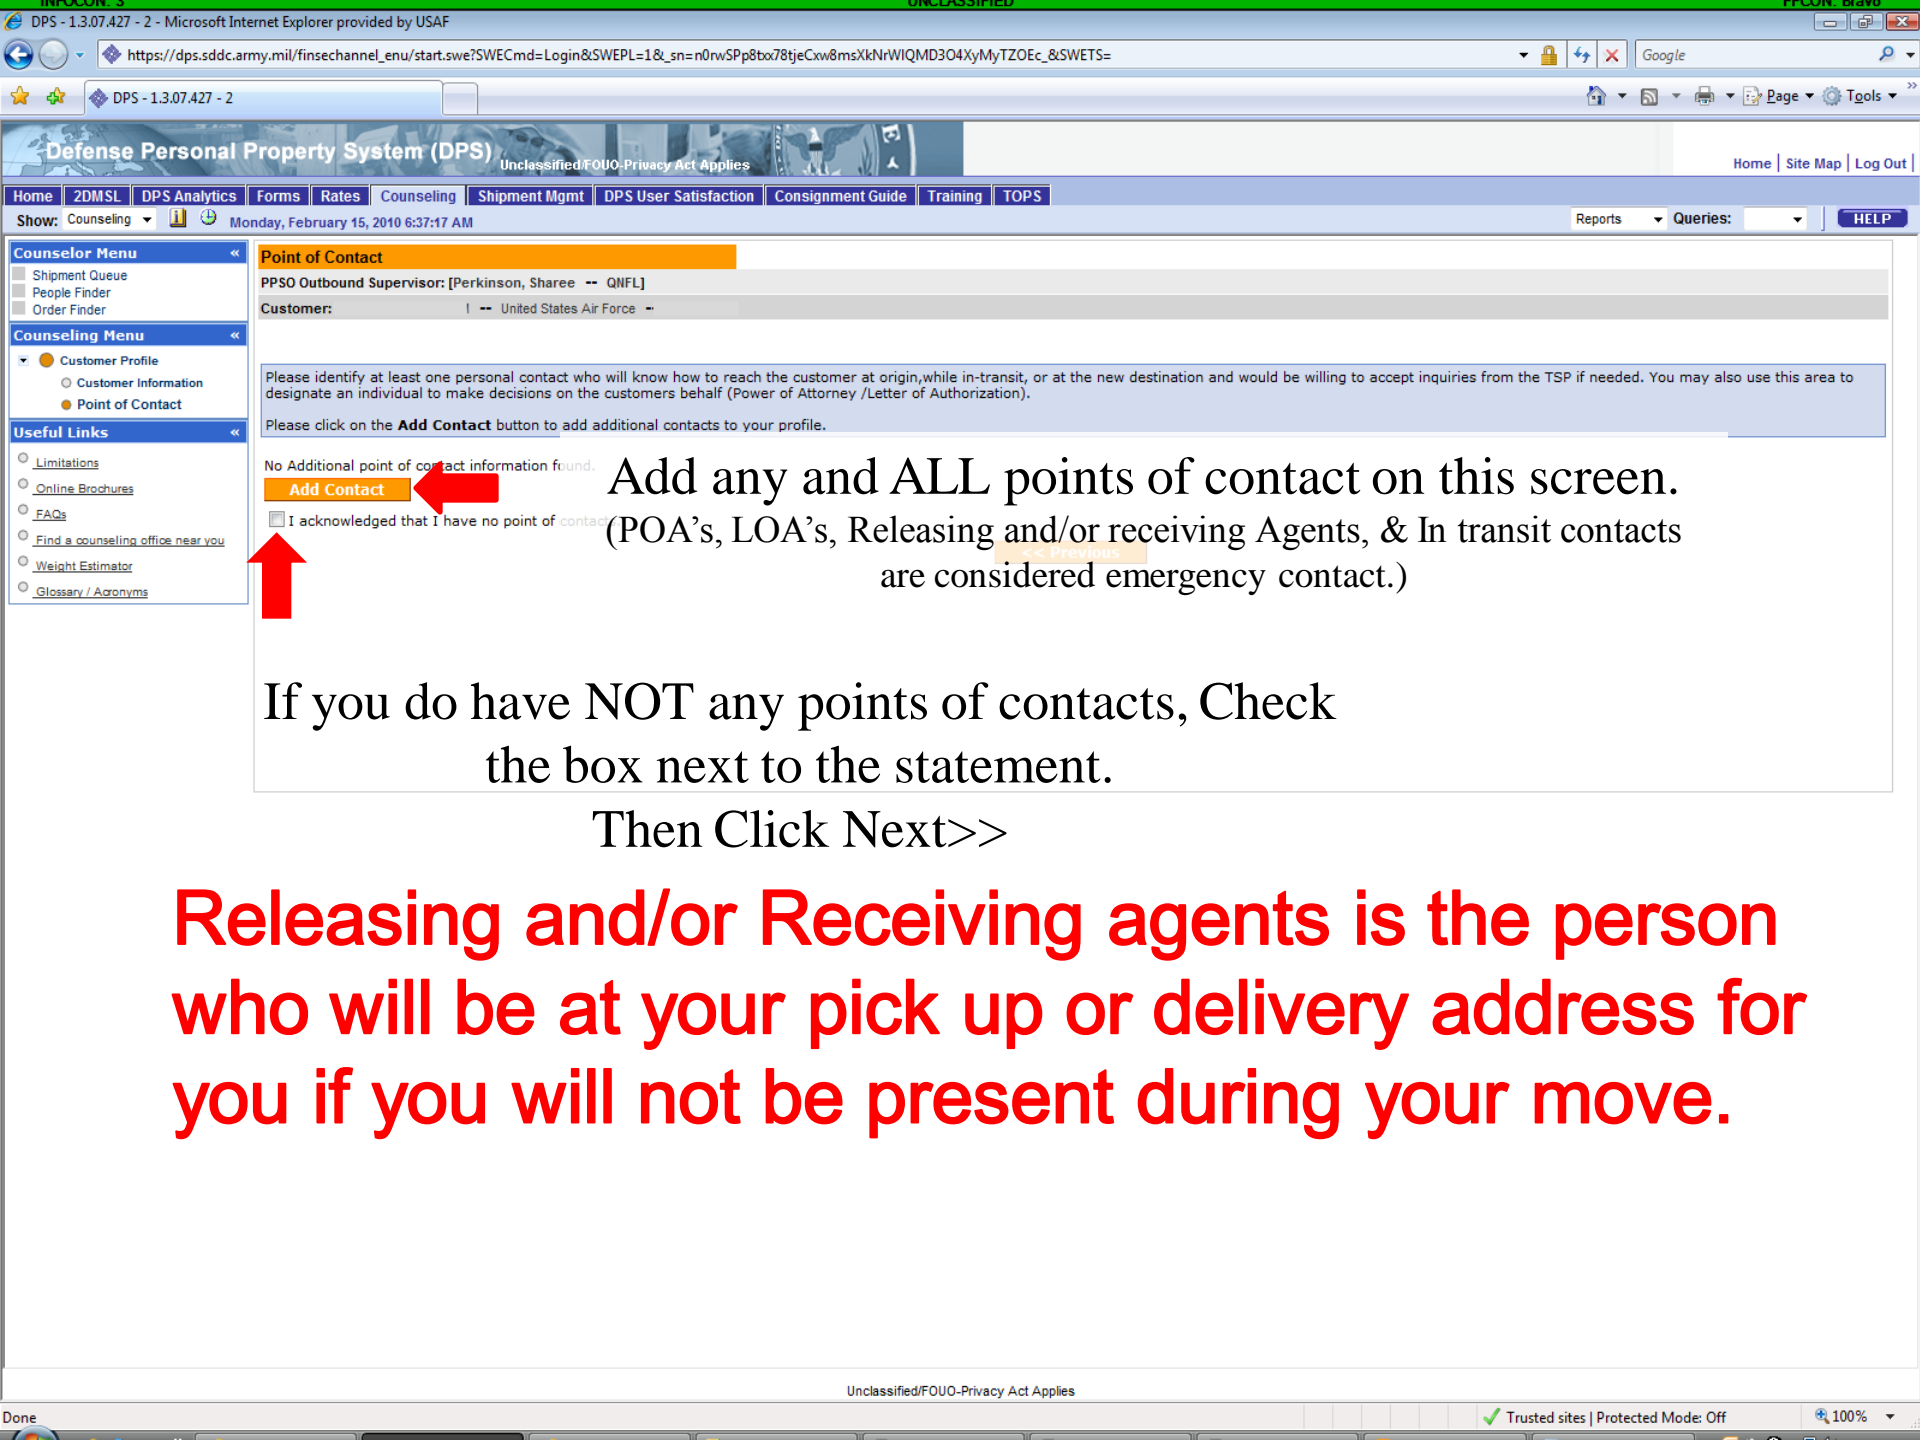 INFOCON: 3 UNCLASSIFIED FPCON: Bravo
DPS - 1.3.07.427 - 2 - Microsoft Internet Explorer provided by USAF
https://dps.sddc.army.mil/finsechannel_enu/start.swe?SWECmd=Login&SWEPL=1&_sn=n0rwSPp8txx78tjeCxw8msXkNrWlQMD3O4XyMyTZOEc_&SWETS= Google
DPS - 1.3.07.427 - 2 Page Tools
Defense Personal Property System (DPS) Unclassified/FOUO-Privacy Act Applies
Home | Site Map | Log Out |
Home 2DMSL DPS Analytics Forms Rates Counseling Shipment Mgmt DPS User Satisfaction Consignment Guide Training TOPS
Show: Counseling Monday, February 15, 2010 6:37:17 AM Reports Queries: HELP
Counselor Menu «
Shipment Queue
People Finder
Order Finder
Counseling Menu «
Customer Profile
Customer Information
Point of Contact
Useful Links «
Limitations
Online Brochures
FAQs
Find a counseling office near you
Weight Estimator
Glossary / Acronyms
Point of Contact
PPSO Outbound Supervisor: [Perkinson, Sharee -- QNFL]
Customer: -- United States Air Force --
Please identify at least one personal contact who will know how to reach the customer at origin,while in-transit, or at the new destination and would be willing to accept inquiries from the TSP if needed. You may also use this area to
designate an individual to make decisions on the customers behalf (Power of Attorney /Letter of Authorization).
Please click on the Add Contact button to add additional contacts to your profile.
No Additional point of contact information found.
Add Contact
I acknowledged that I have no point of contacts.
<< Previous
Add any and ALL points of contact on this screen.
(POA's, LOA's, Releasing and/or receiving Agents, & In transit contacts
are considered emergency contact.)
If you do have NOT any points of contacts, Check
the box next to the statement.
Then Click Next>>
Releasing and/or Receiving agents is the person
who will be at your pick up or delivery address for
you if you will not be present during your move.
Unclassified/FOUO-Privacy Act Applies
Done Trusted sites | Protected Mode: Off 100%